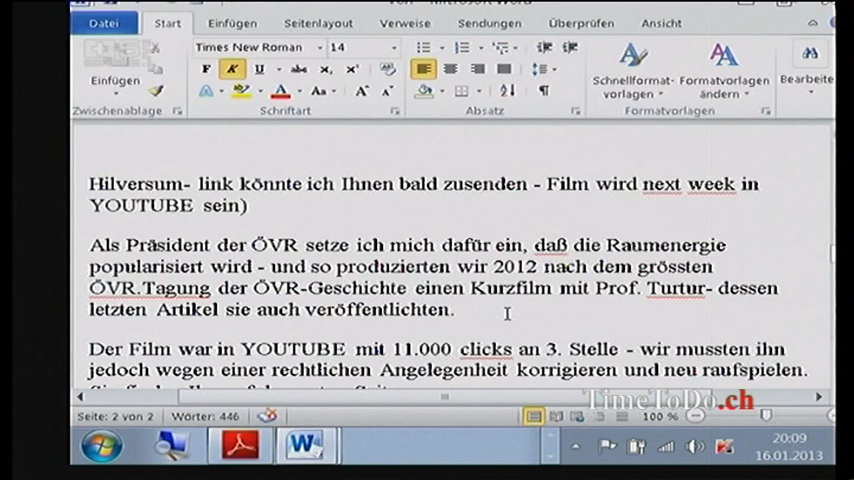 Microsoft Word
Datei Start Einfügen Seitenlayout Verweise Sendungen Überprüfen Ansicht
Times New Roman 14
Einfügen
F K U abc x₂ x²
A ab A Aa A A
Schnellformat-
vorlagen
Formatvorlagen
ändern
Bearbeite
Zwischenablage Schriftart Absatz Formatvorlagen
Hilversum- link könnte ich Ihnen bald zusenden - Film wird next week in
YOUTUBE sein)
Als Präsident der ÖVR setze ich mich dafür ein, daß die Raumenergie
popularisiert wird - und so produzierten wir 2012 nach dem grössten
ÖVR.Tagung der ÖVR-Geschichte einen Kurzfilm mit Prof. Turtur- dessen
letzten Artikel sie auch veröffentlichten.
Der Film war in YOUTUBE mit 11.000 clicks an 3. Stelle - wir mussten ihn
jedoch wegen einer rechtlichen Angelegenheit korrigieren und neu raufspielen.
TimeToDo.ch
Seite: 2 von 2 Wörter: 446 100 %
20:09
16.01.2013